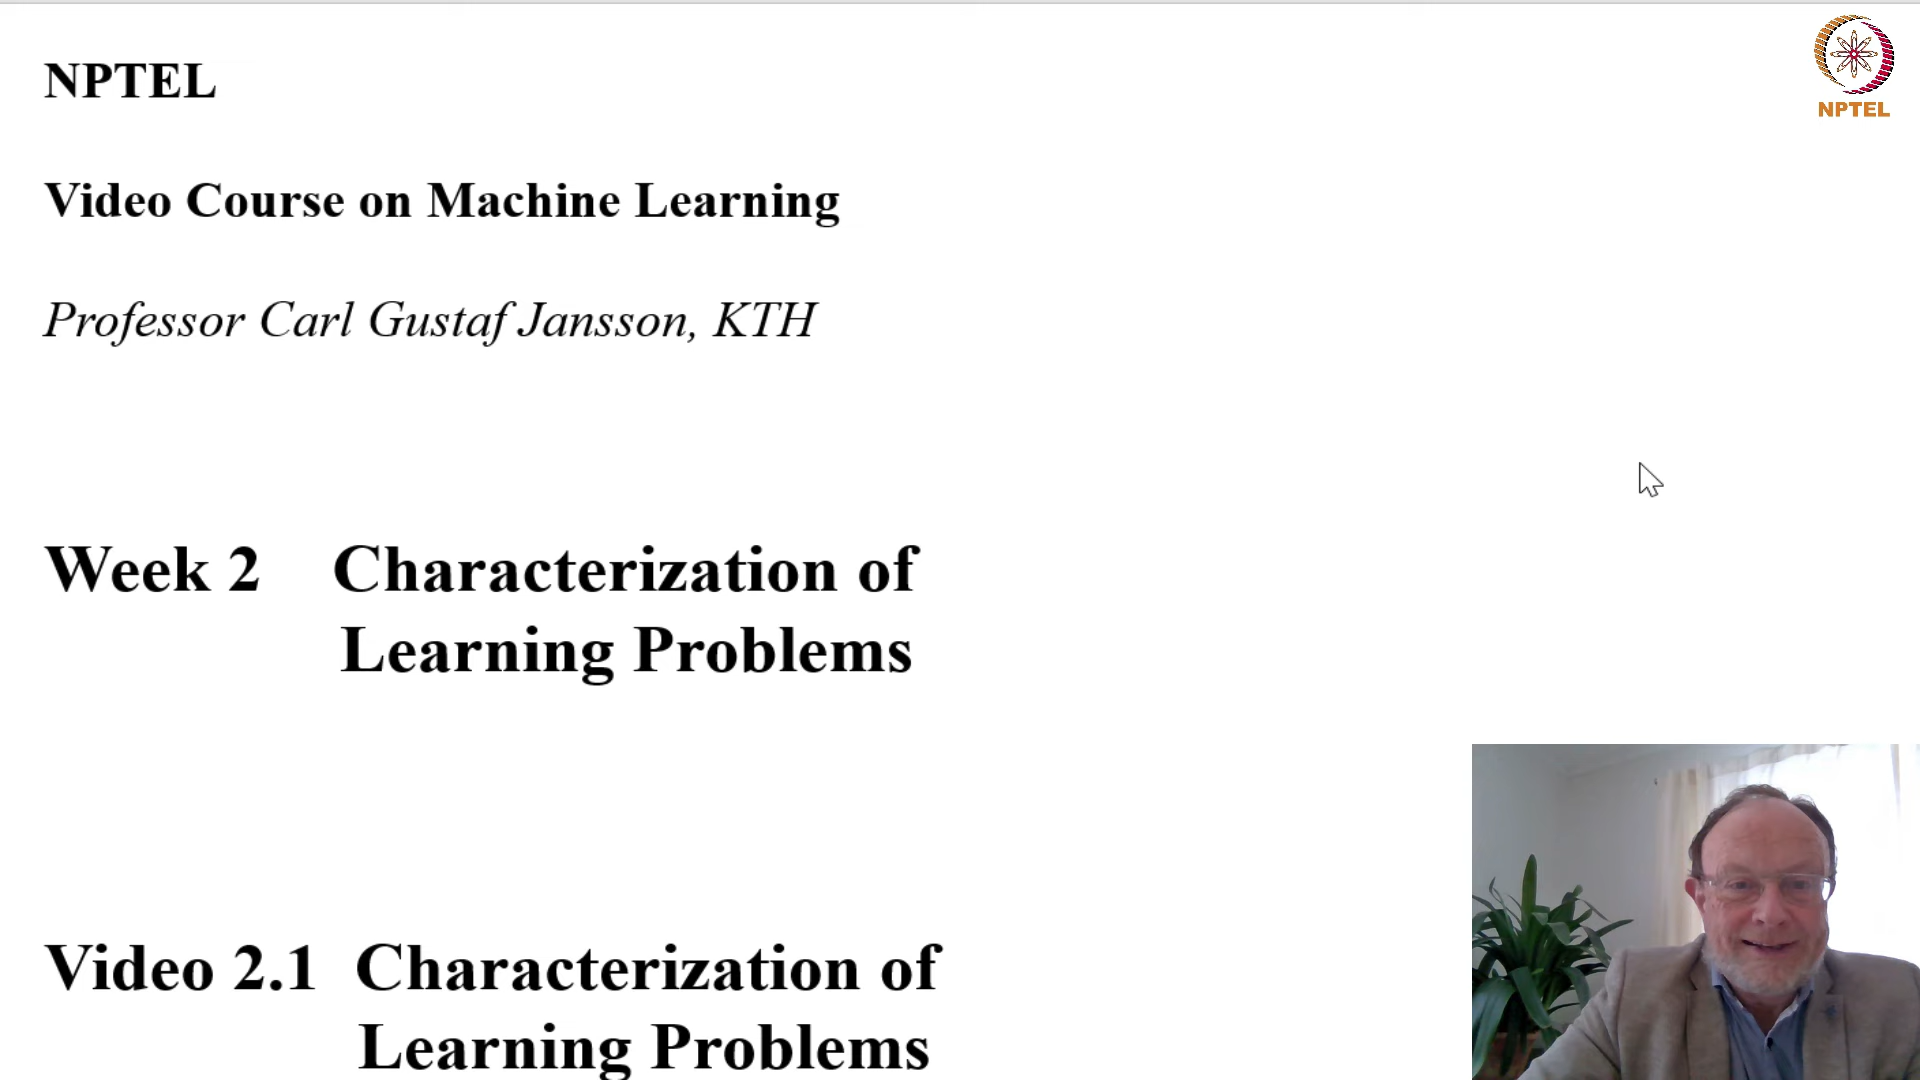 NPTEL
NPTEL
Video Course on Machine Learning
Professor Carl Gustaf Jansson, KTH
Week 2 Characterization of
Learning Problems
Video 2.1 Characterization of
Learning Problems